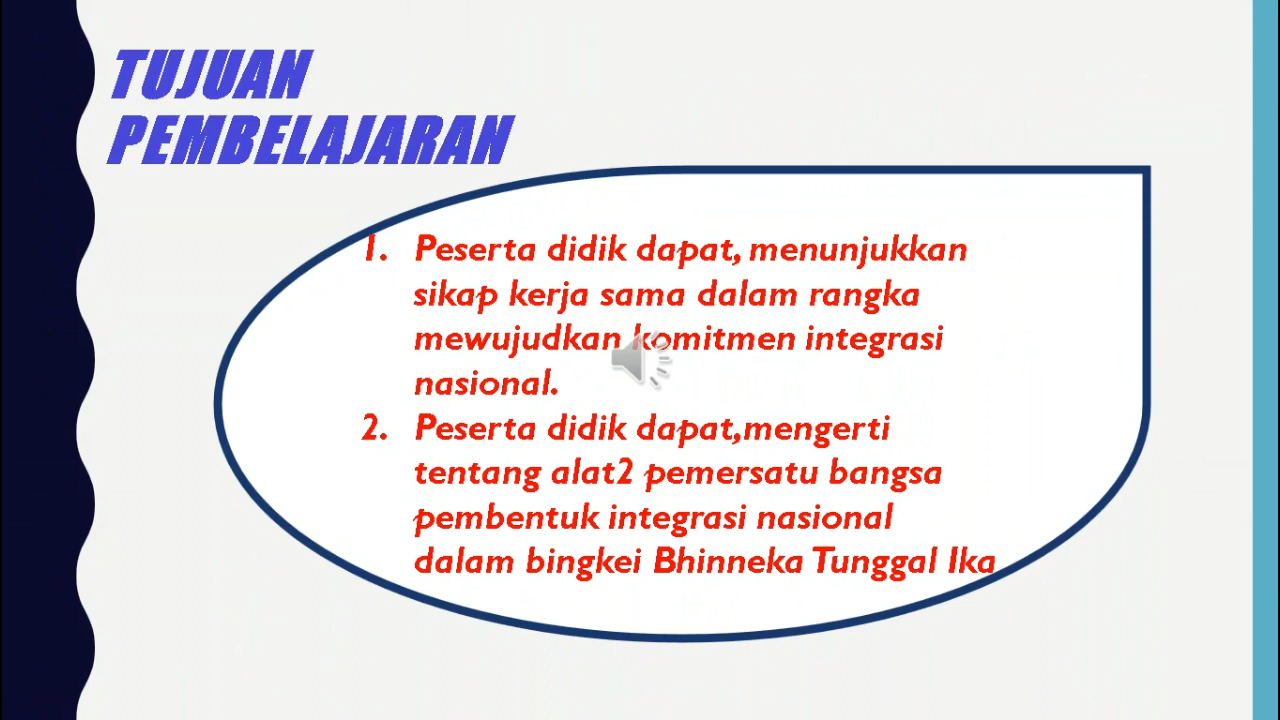 TUJUAN
PEMBELAJARAN
1. Peserta didik dapat, menunjukkan
sikap kerja sama dalam rangka
mewujudkan komitmen integrasi
nasional.
2. Peserta didik dapat,mengerti
tentang alat2 pemersatu bangsa
pembentuk integrasi nasional
dalam bingkei Bhinneka Tunggal Ika